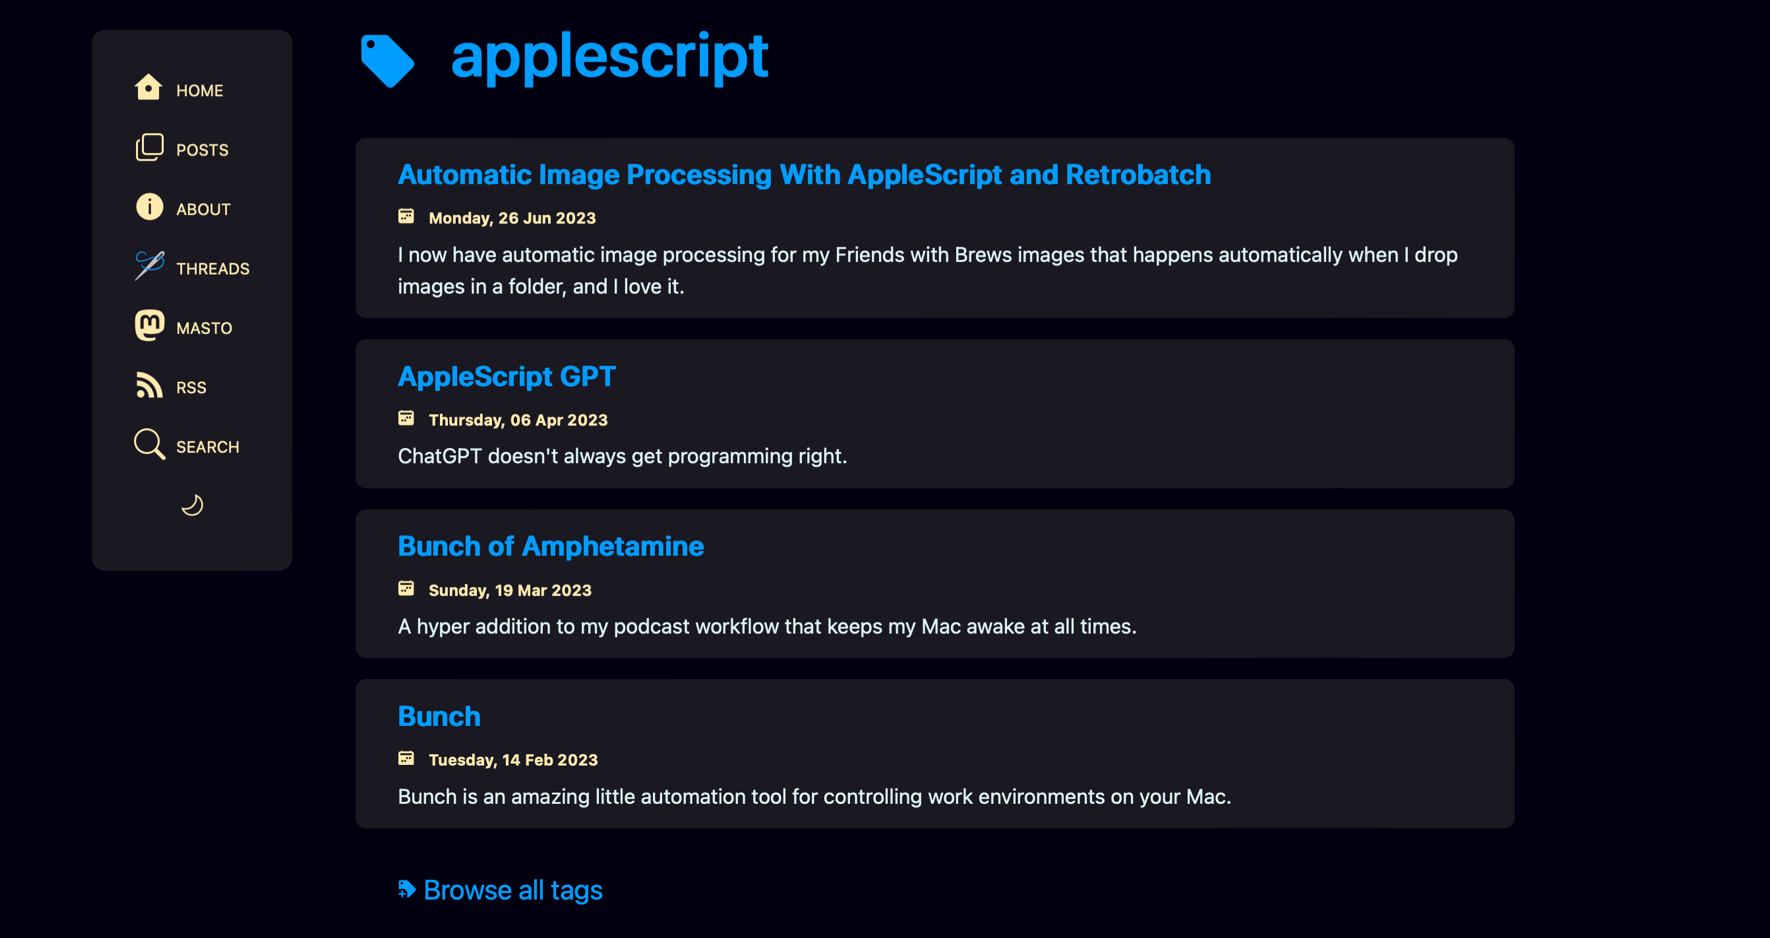 HOME
POSTS
ABOUT
THREADS
MASTO
RSS
SEARCH
applescript
Automatic Image Processing With AppleScript and Retrobatch
Monday, 26 Jun 2023
I now have automatic image processing for my Friends with Brews images that happens automatically when I drop
images in a folder, and I love it.
AppleScript GPT
Thursday, 06 Apr 2023
ChatGPT doesn't always get programming right.
Bunch of Amphetamine
Sunday, 19 Mar 2023
A hyper addition to my podcast workflow that keeps my Mac awake at all times.
Bunch
Tuesday, 14 Feb 2023
Bunch is an amazing little automation tool for controlling work environments on your Mac.
Browse all tags